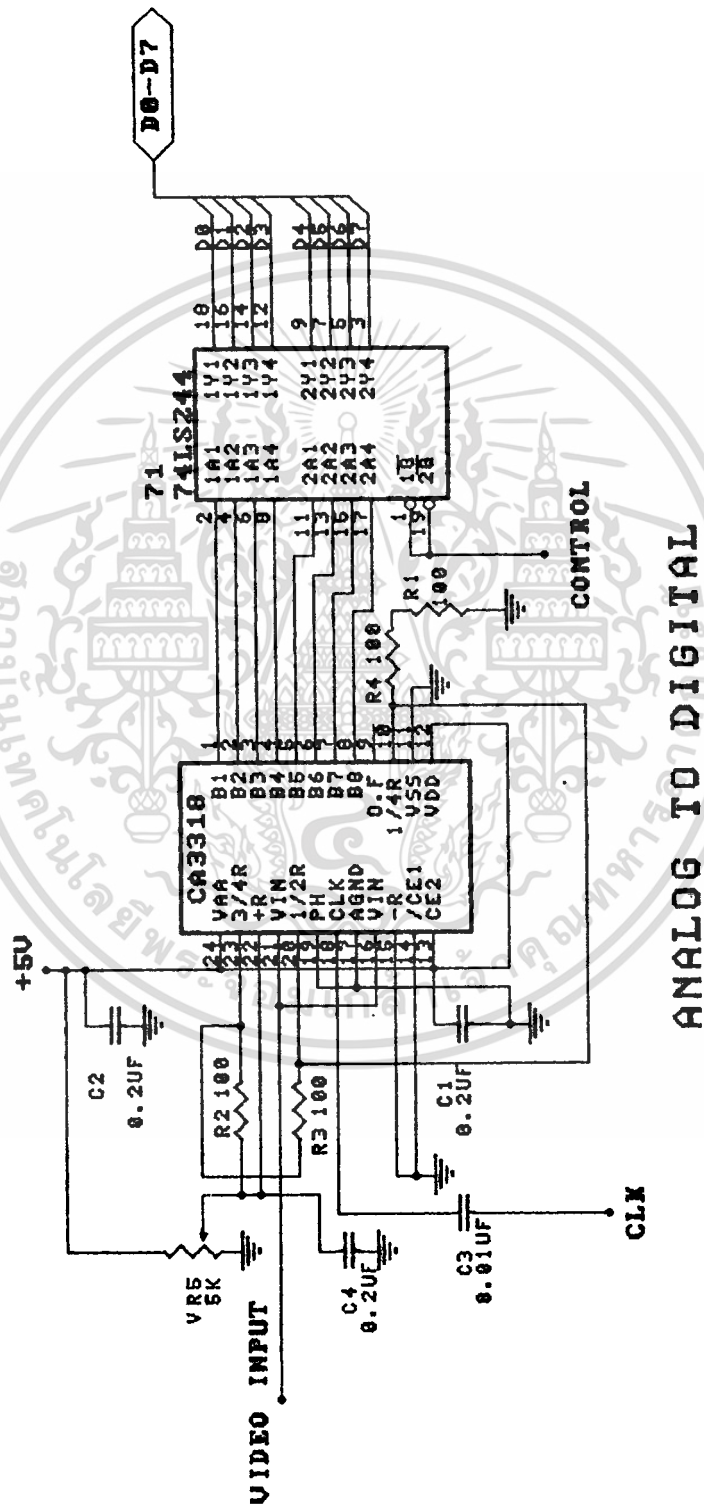 D0~D7
+5V
C2
0.2UF
VR5
5K
VIDEO INPUT
C4
0.2UF
R2 100
R3 100
C3
0.01UF
CLK
C1
0.2UF
CA3318
24 VAA
23 3/4R
22 +R
21 VIN
20 1/2R
19 PH
18 CLK
17 AGND
16 VIN
15 -R
14 /CE1
13 CE2
B1 1
B2 2
B3 3
B4 4
B5 5
B6 6
B7 7
B8 8
O.F 9
1/4R 10
VSS 11
VDD 12
R4 100
R1
100
71
74LS244
2 1A1
4 1A2
6 1A3
8 1A4
11 2A1
13 2A2
15 2A3
17 2A4
1 1G
19 2G
1Y1 18 D0
1Y2 16 D1
1Y3 14 D2
1Y4 12 D3
2Y1 9 D4
2Y2 7 D5
2Y3 5 D6
2Y4 3 D7
CONTROL
ANALOG TO DIGITAL